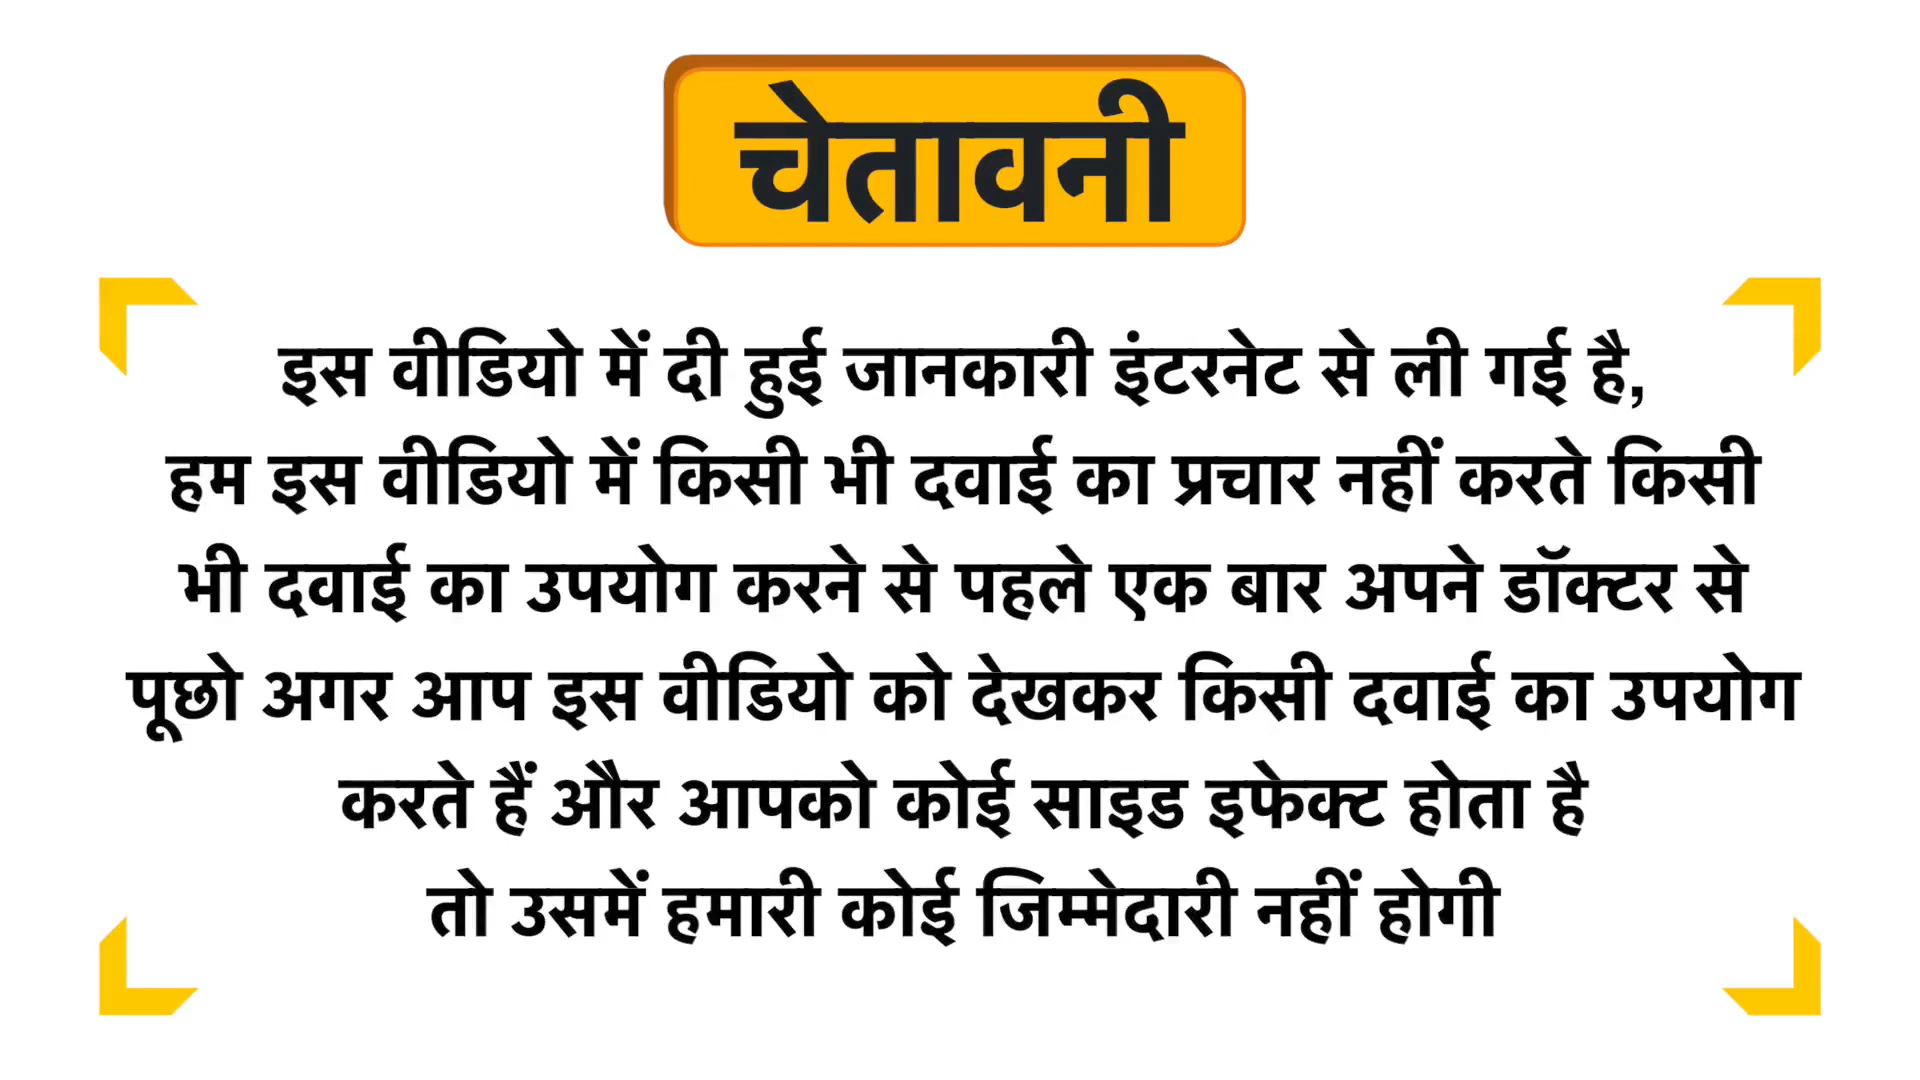 चेतावनी
इस वीडियो में दी हुई जानकारी इंटरनेट से ली गई है,
हम इस वीडियो में किसी भी दवाई का प्रचार नहीं करते किसी
भी दवाई का उपयोग करने से पहले एक बार अपने डॉक्टर से
पूछो अगर आप इस वीडियो को देखकर किसी दवाई का उपयोग
करते हैं और आपको कोई साइड इफेक्ट होता है
तो उसमें हमारी कोई जिम्मेदारी नहीं होगी